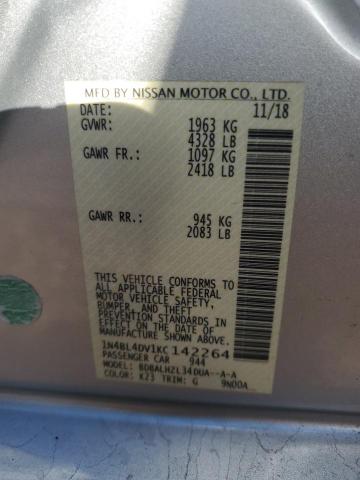 MFD BY NISSAN MOTOR CO., LTD.
DATE: 11/18
GVWR: 1963 KG
4328 LB
GAWR FR.: 1097 KG
2418 LB
GAWR RR.: 945 KG
2083 LB
THIS VEHICLE CONFORMS TO
ALL APPLICABLE FEDERAL
MOTOR VEHICLE SAFETY,
BUMPER, AND THEFT
PREVENTION STANDARDS
IN EFFECT ON THE DATE OF
MANUFACTURE SHOWN ABOVE.
1N4BL4DV1KC 142264
PASSENGER CAR 944
MODEL: BDBALHZL34DUA--A-A
COLOR: K23 TRIM: G 9N00A